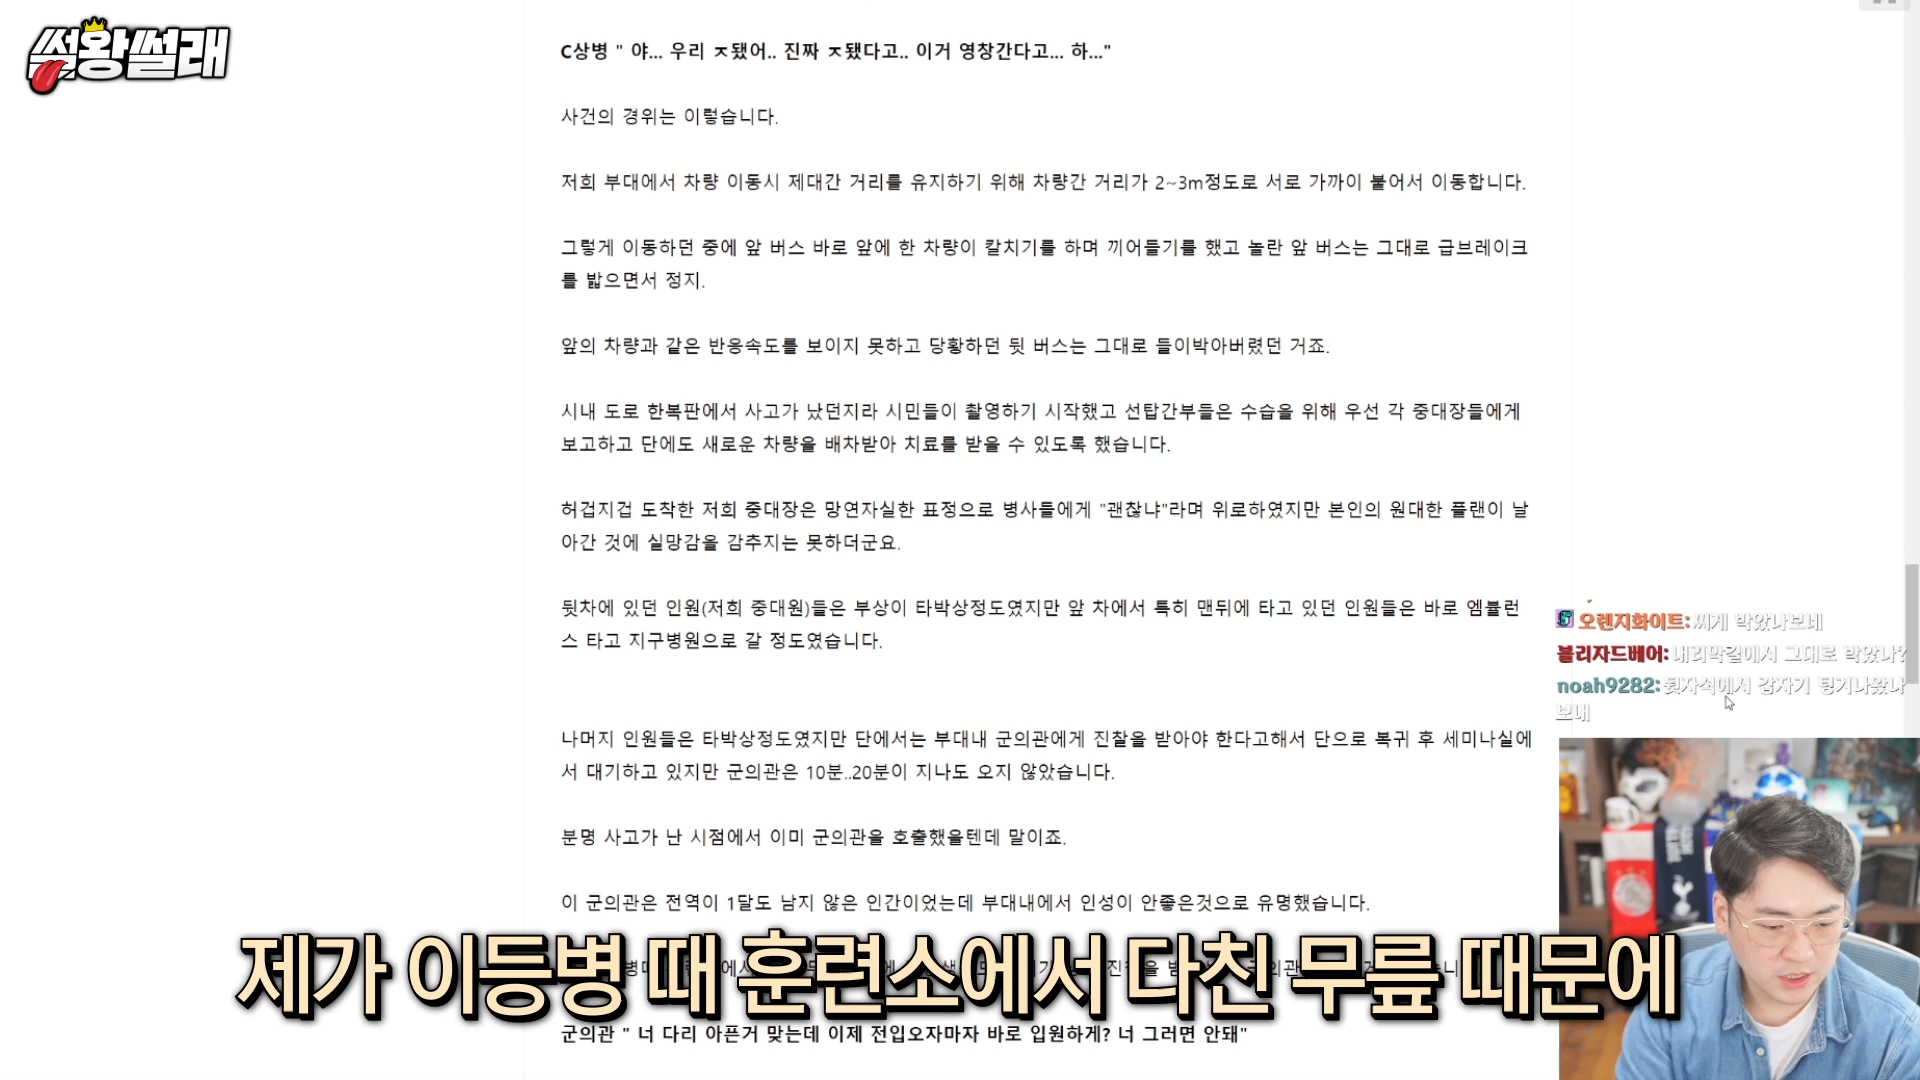 썰왕썰래
C상병 " 야... 우리 ㅈ됐어.. 진짜 ㅈ됐다고.. 이거 영창간다고... 하..."
사건의 경위는 이렇습니다.
저희 부대에서 차량 이동시 제대간 거리를 유지하기 위해 차량간 거리가 2~3m정도로 서로 가까이 붙어서 이동합니다.
그렇게 이동하던 중에 앞 버스 바로 앞에 한 차량이 칼치기를 하며 끼어들기를 했고 놀란 앞 버스는 그대로 급브레이크
를 밟으면서 정지.
앞의 차량과 같은 반응속도를 보이지 못하고 당황하던 뒷 버스는 그대로 들이박아버렸던 거죠.
시내 도로 한복판에서 사고가 났던지라 시민들이 촬영하기 시작했고 선탑간부들은 수습을 위해 우선 각 중대장들에게
보고하고 단에도 새로운 차량을 배차받아 치료를 받을 수 있도록 했습니다.
허겁지겁 도착한 저희 중대장은 망연자실한 표정으로 병사들에게 "괜찮냐"라며 위로하였지만 본인의 원대한 플랜이 날
아간 것에 실망감을 감추지는 못하더군요.
뒷차에 있던 인원(저희 중대원)들은 부상이 타박상정도였지만 앞 차에서 특히 맨뒤에 타고 있던 인원들은 바로 엠뷸런
스 타고 지구병원으로 갈 정도였습니다.
오렌지화이트: 씨게 박았나보네
볼리자드베어: 내리막길에서 그대로 박았나?
noah9282: 뒷자석에서 갑자기 튕겨나왔나
보내
나머지 인원들은 타박상정도였지만 단에서는 부대내 군의관에게 진찰을 받아야 한다고해서 단으로 복귀 후 세미나실에
서 대기하고 있지만 군의관은 10분..20분이 지나도 오지 않았습니다.
분명 사고가 난 시점에서 이미 군의관을 호출했을텐데 말이죠.
이 군의관은 전역이 1달도 남지 않은 인간이었는데 부대내에서 인성이 안좋은것으로 유명했습니다.
제가 이등병 때 훈련소에서 다친 무릎 때문에
군의관 " 너 다리 아픈거 맞는데 이제 전입오자마자 바로 입원하게? 너 그러면 안돼"